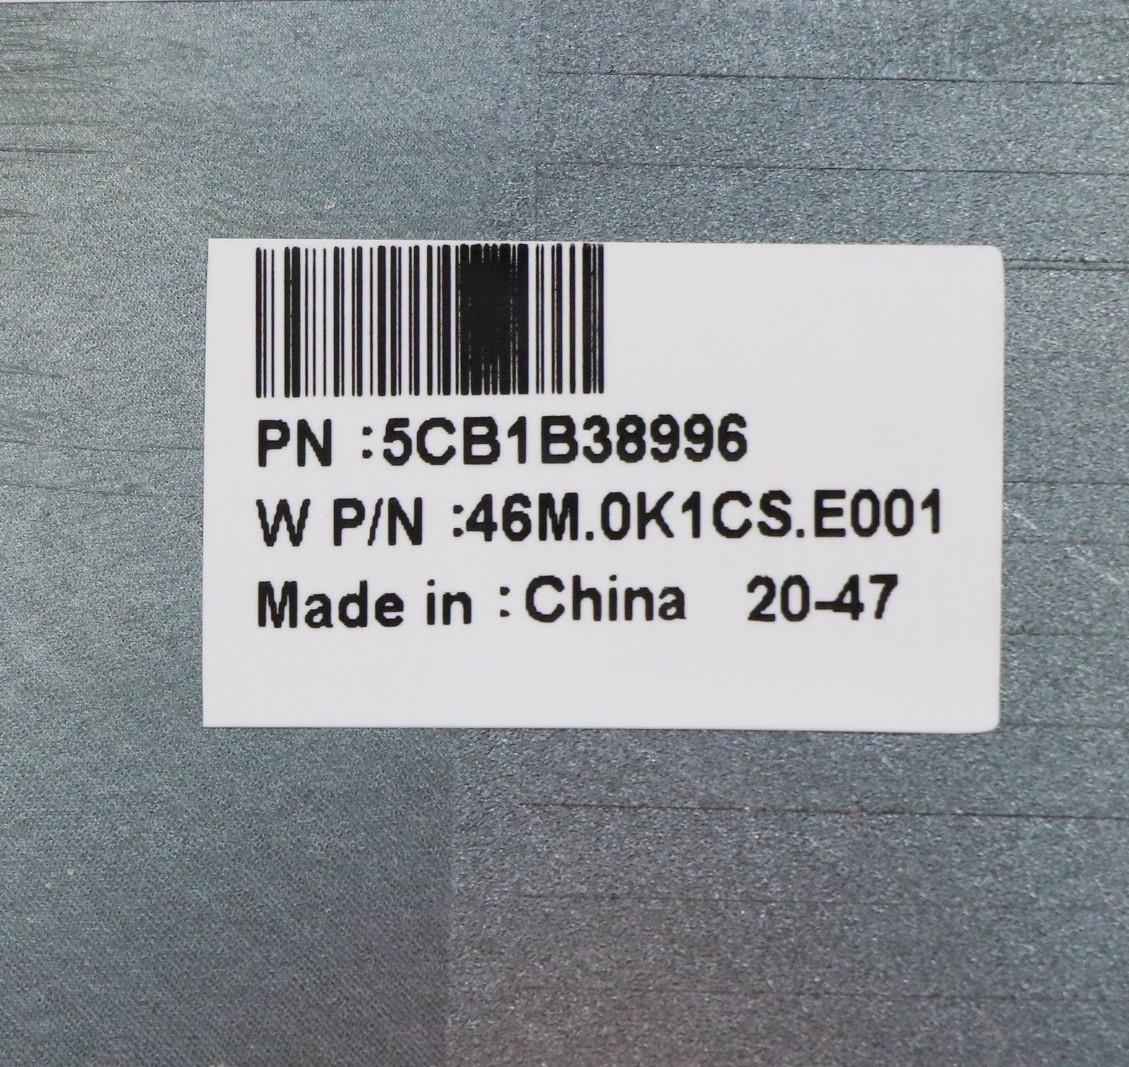 PN :5CB1B38996
W P/N :46M.0K1CS.E001
Made in : China 20-47